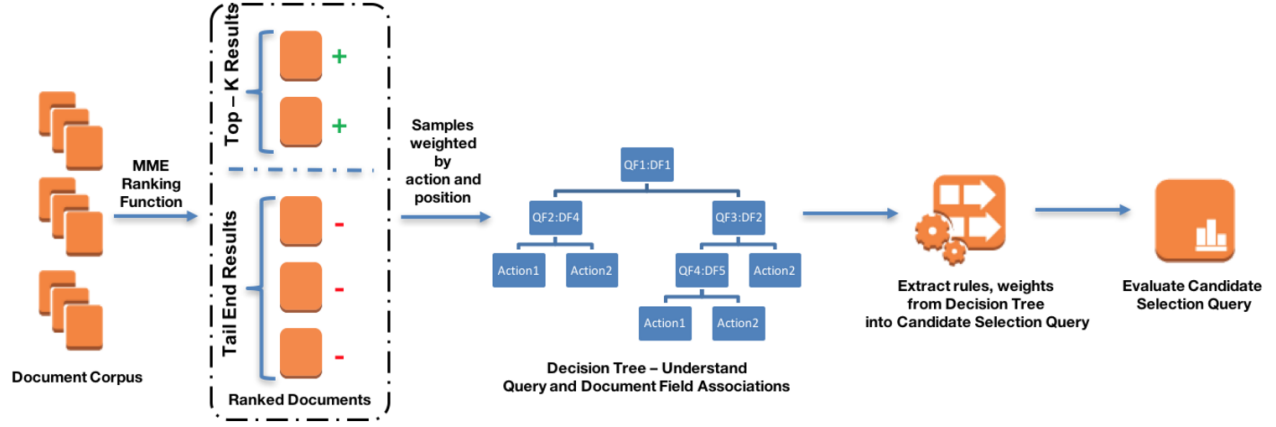 Document Corpus
MME
Ranking
Function
Top – K Results
+
+
Tail End Results
-
-
-
Ranked Documents
Samples
weighted
by
action and
position
QF1:DF1
QF2:DF4
QF3:DF2
Action1
Action2
QF4:DF5
Action2
Action1
Action2
Decision Tree – Understand
Query and Document Field Associations
Extract rules, weights
from Decision Tree
into Candidate Selection Query
Evaluate Candidate
Selection Query